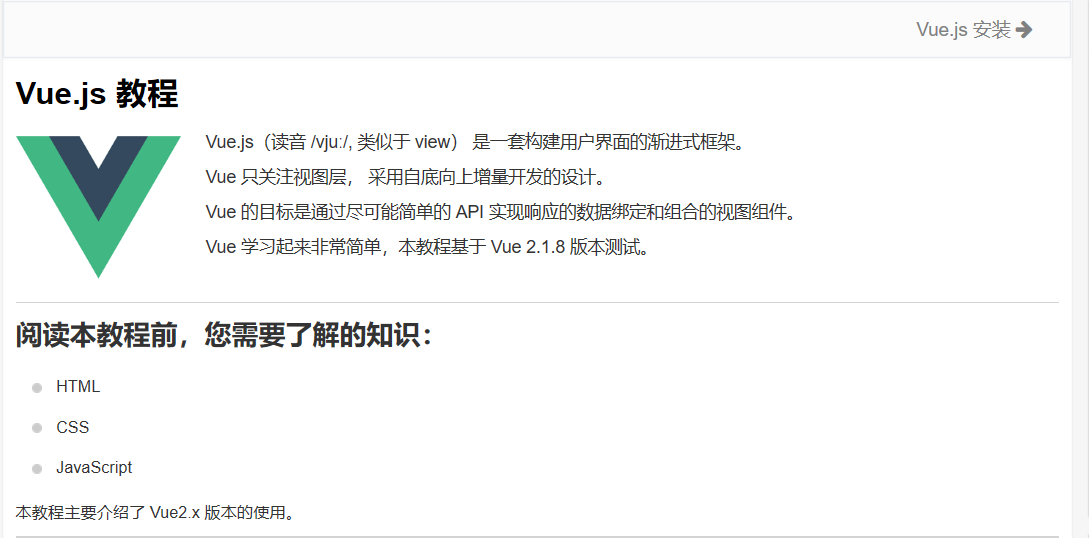 Vue.js 安装
Vue.js 教程
Vue.js（读音 /vjuː/, 类似于 view） 是一套构建用户界面的渐进式框架。
Vue 只关注视图层， 采用自底向上增量开发的设计。
Vue 的目标是通过尽可能简单的 API 实现响应的数据绑定和组合的视图组件。
Vue 学习起来非常简单，本教程基于 Vue 2.1.8 版本测试。
阅读本教程前，您需要了解的知识：
HTML
CSS
JavaScript
本教程主要介绍了 Vue2.x 版本的使用。